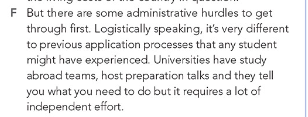 the living costs of the country in question.
F But there are some administrative hurdles to get
through first. Logistically speaking, it's very different
to previous application processes that any student
might have experienced. Universities have study
abroad teams, host preparation talks and they tell
you what you need to do but it requires a lot of
independent effort.